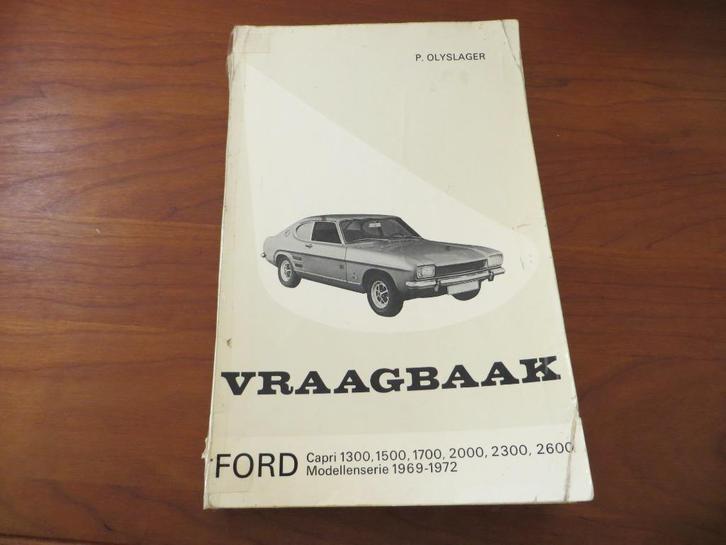 P. OLYSLAGER
VRAAGBAAK
FORD Capri 1300, 1500, 1700, 2000, 2300, 2600
Modellenserie 1969-1972